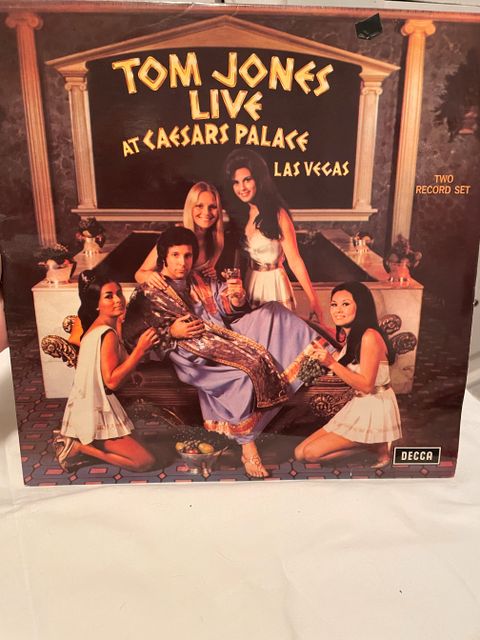 TOM JONES
LIVE
AT CAESARS PALACE
LAS VEGAS
TWO
RECORD SET
DECCA